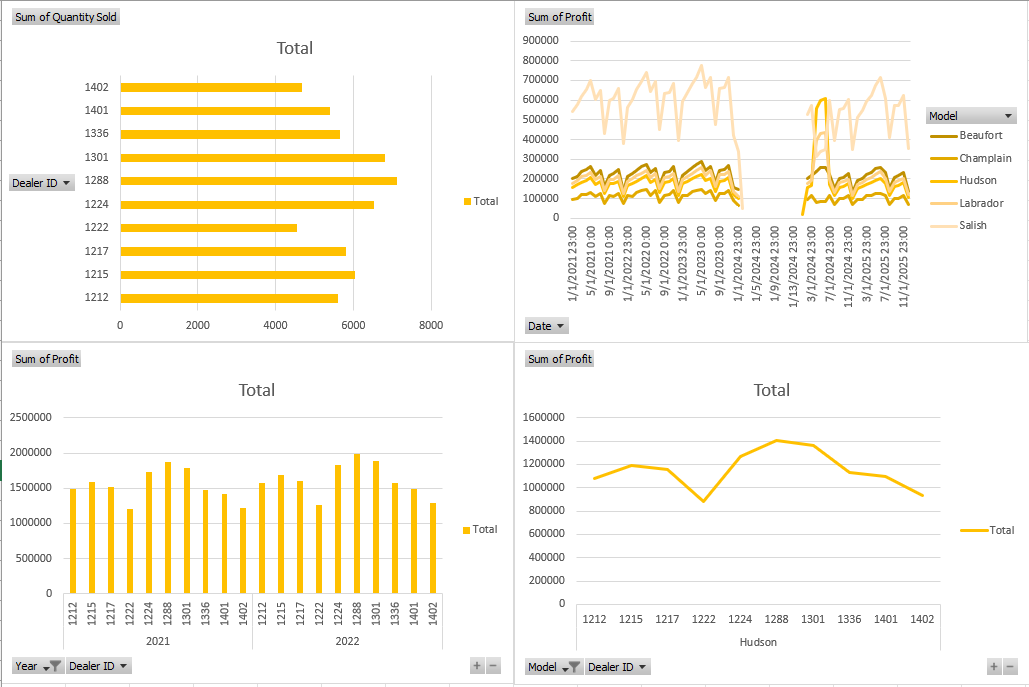 Sum of Quantity Sold
Total
1402
1401
1336
1301
1288
1224
1222
1217
1215
1212
Dealer ID
0 2000 4000 6000 8000
Total
Sum of Profit
900000
800000
700000
600000
500000
400000
300000
200000
100000
0
1/1/2021 23:00
5/1/2021 0:00
9/1/2021 0:00
1/1/2022 23:00
5/1/2022 0:00
9/1/2022 0:00
1/1/2023 23:00
5/1/2023 0:00
9/1/2023 0:00
1/1/2024 23:00
1/5/2024 23:00
1/9/2024 23:00
1/13/2024 23:00
3/1/2024 23:00
7/1/2024 23:00
11/1/2024 23:00
3/1/2025 23:00
7/1/2025 23:00
11/1/2025 23:00
Model
Beaufort
Champlain
Hudson
Labrador
Salish
Date
Sum of Profit
Total
2500000
2000000
1500000
1000000
500000
0
1212 1215 1217 1222 1224 1288 1301 1336 1401 1402 1212 1215 1217 1222 1224 1288 1301 1336 1401 1402
2021 2022
Total
Year Dealer ID
+ −
Sum of Profit
Total
1600000
1400000
1200000
1000000
800000
600000
400000
200000
0
1212 1215 1217 1222 1224 1288 1301 1336 1401 1402
Hudson
Total
Model Dealer ID
+ −